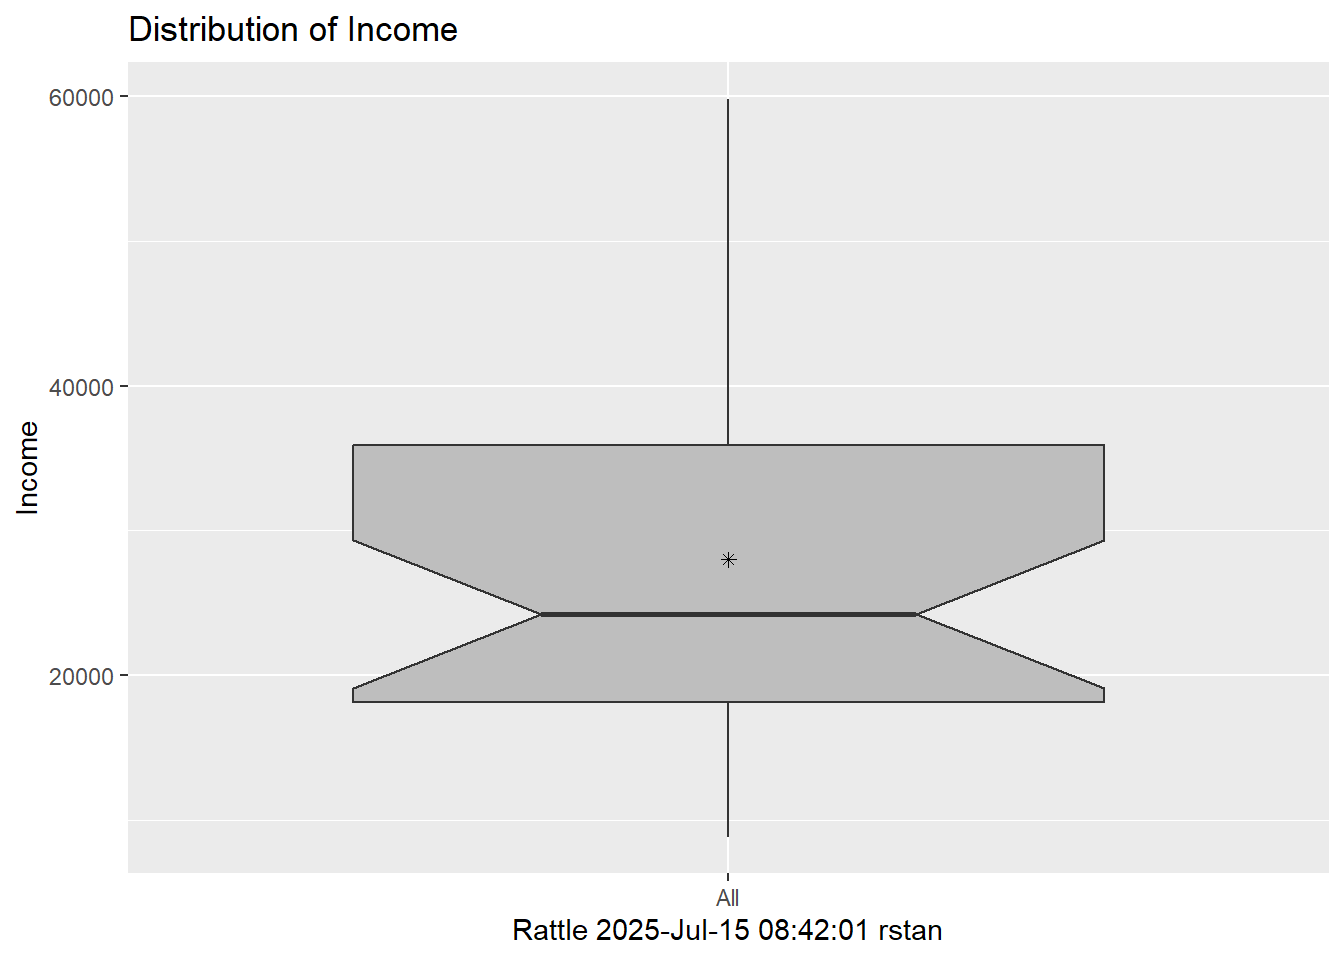 Distribution of Income
60000
40000
20000
Income
All
Rattle 2025-Jul-15 08:42:01 rstan